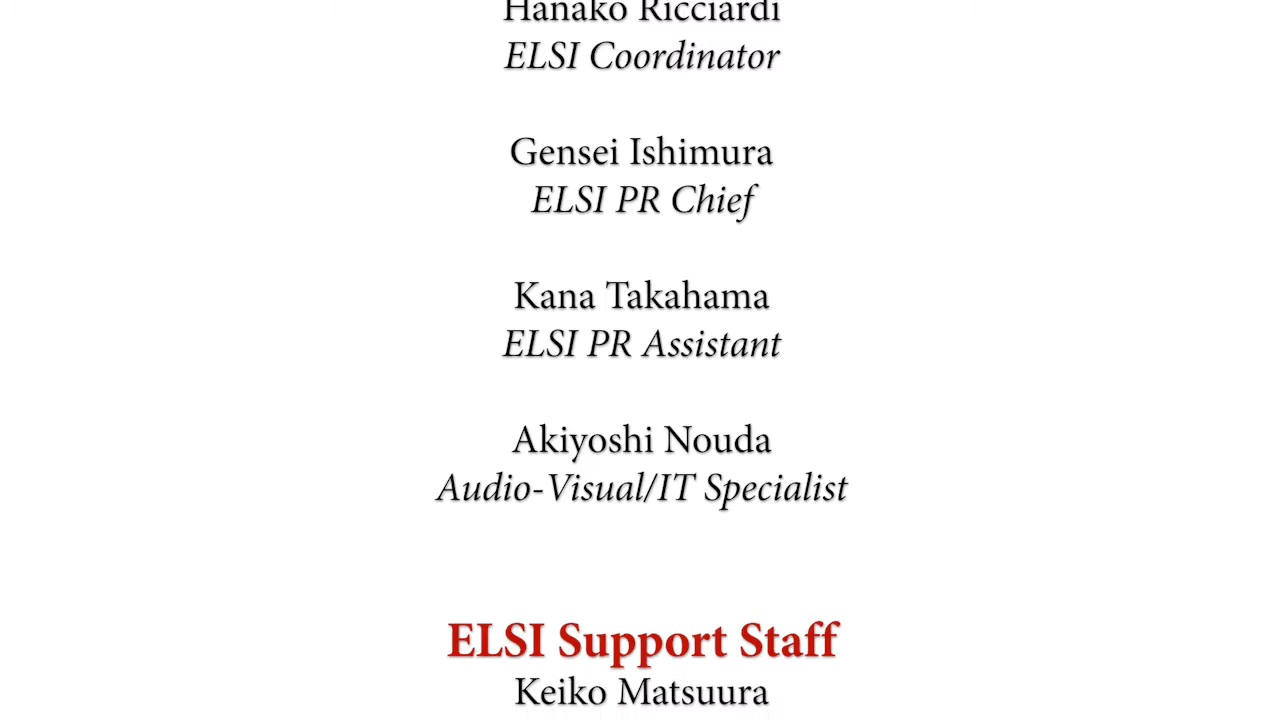 Hanako Ricciardi
ELSI Coordinator
Gensei Ishimura
ELSI PR Chief
Kana Takahama
ELSI PR Assistant
Akiyoshi Nouda
Audio-Visual/IT Specialist
ELSI Support Staff
Keiko Matsuura